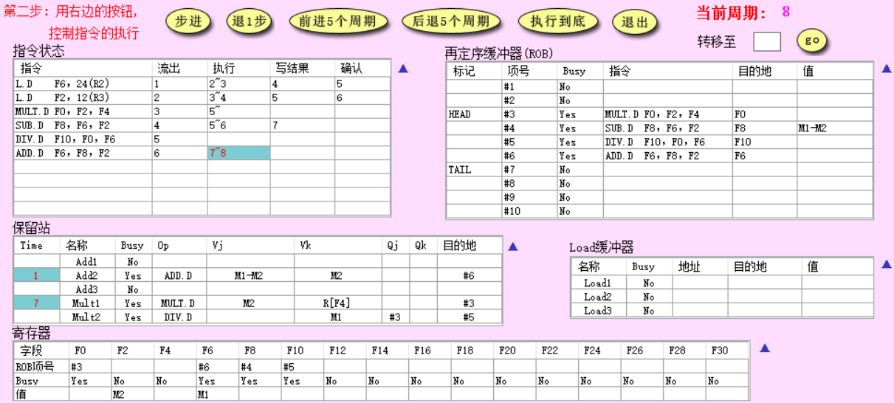 第二步：用右边的按钮，
控制指令的执行
步进 退1步 前进5个周期 后退5个周期 执行到底 退出
当前周期： 8
转移至 go
指令状态
指令 流出 执行 写结果 确认
L.D F6, 24(R2) 1 2~3 4 5
L.D F2, 12(R3) 2 3~4 5 6
MULT.D F0, F2, F4 3 5~
SUB.D F8, F6, F2 4 5~6 7
DIV.D F10, F0, F6 5
ADD.D F6, F8, F2 6 7~8
再定序缓冲器(ROB)
标记 项号 Busy 指令 目的地 值
#1 No
#2 No
HEAD #3 Yes MULT.D F0, F2, F4 F0
#4 Yes SUB.D F8, F6, F2 F8 M1-M2
#5 Yes DIV.D F10, F0, F6 F10
#6 Yes ADD.D F6, F8, F2 F6
TAIL #7 No
#8 No
#9 No
#10 No
保留站
Time 名称 Busy Op Vj Vk Qj Qk 目的地
Add1 No
1 Add2 Yes ADD.D M1-M2 M2 #6
Add3 No
7 Mult1 Yes MULT.D M2 R[F4] #3
Mult2 Yes DIV.D M1 #3 #5
Load缓冲器
名称 Busy 地址 目的地 值
Load1 No
Load2 No
Load3 No
寄存器
字段 F0 F2 F4 F6 F8 F10 F12 F14 F16 F18 F20 F22 F24 F26 F28 F30
ROB项号 #3 #6 #4 #5
Busy Yes No No Yes Yes Yes No No No No No No No No No No
值 M2 M1